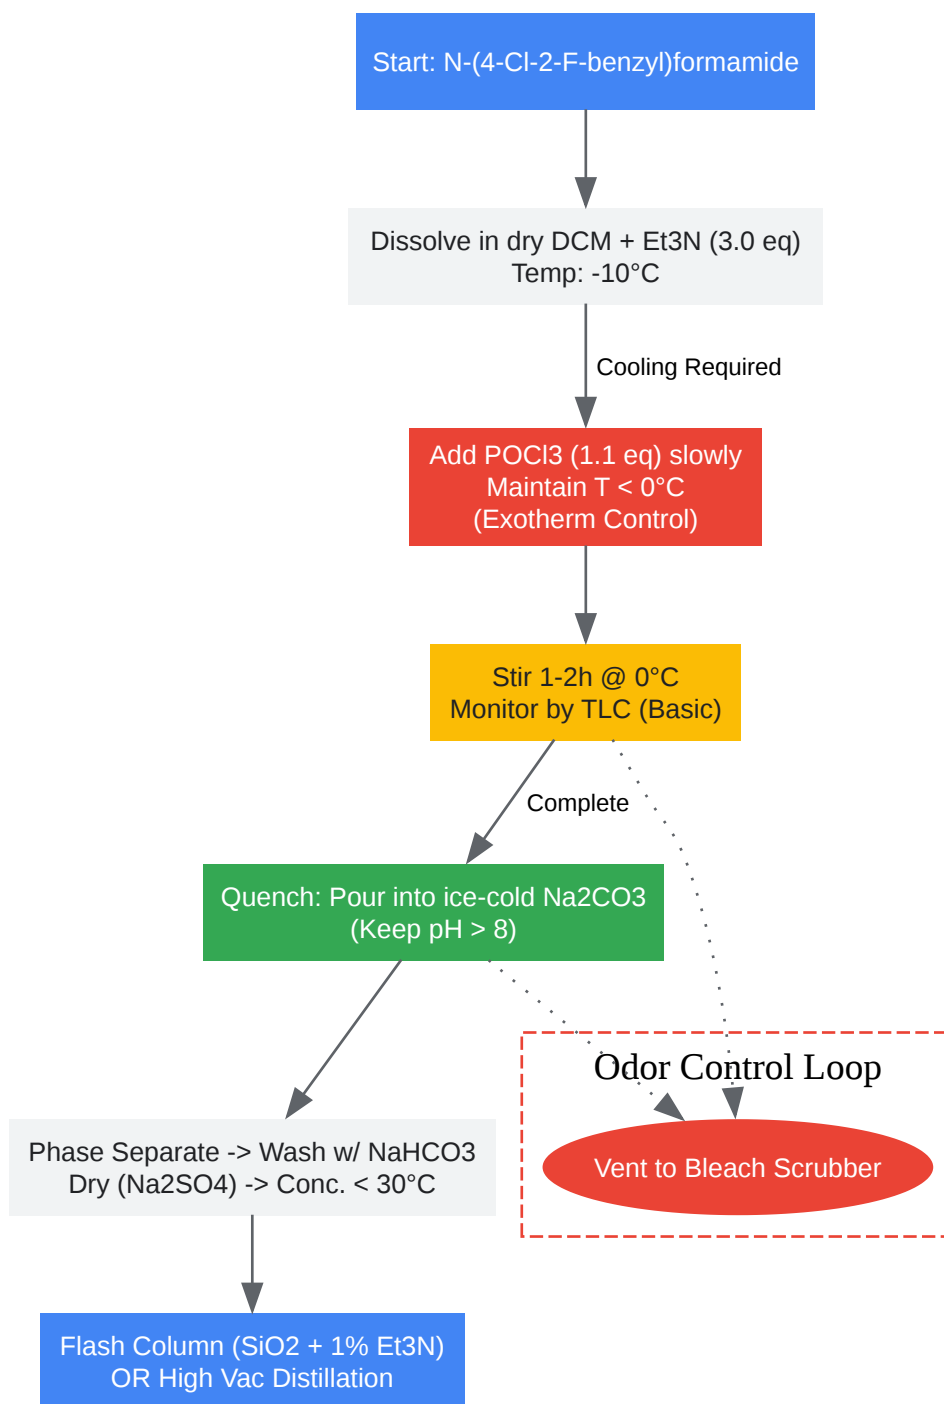 Start: N-(4-Cl-2-F-benzyl)formamide
Dissolve in dry DCM + Et3N (3.0 eq)
Temp: -10°C
Cooling Required
Add POCl3 (1.1 eq) slowly
Maintain T < 0°C
(Exotherm Control)
Stir 1-2h @ 0°C
Monitor by TLC (Basic)
Complete
Quench: Pour into ice-cold Na2CO3
(Keep pH > 8)
Odor Control Loop
Vent to Bleach Scrubber
Phase Separate -> Wash w/ NaHCO3
Dry (Na2SO4) -> Conc. < 30°C
Flash Column (SiO2 + 1% Et3N)
OR High Vac Distillation